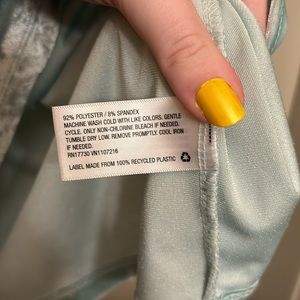 92% POLYESTER / 8% SPANDEX
MACHINE WASH COLD WITH LIKE COLORS. GENTLE
CYCLE. ONLY NON-CHLORINE BLEACH IF NEEDED.
TUMBLE DRY LOW. REMOVE PROMPTLY. COOL IRON
IF NEEDED.
RN17730 VN1107216
LABEL MADE FROM 100% RECYCLED PLASTIC